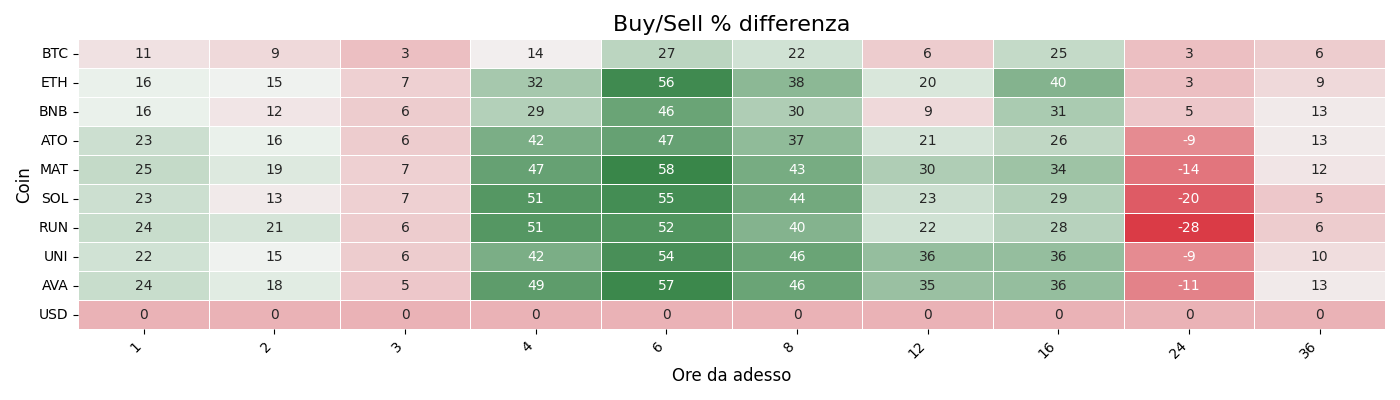 Buy/Sell % differenza
Coin
BTC 11 9 3 14 27 22 6 25 3 6
ETH 16 15 7 32 56 38 20 40 3 9
BNB 16 12 6 29 46 30 9 31 5 13
ATO 23 16 6 42 47 37 21 26 -9 13
MAT 25 19 7 47 58 43 30 34 -14 12
SOL 23 13 7 51 55 44 23 29 -20 5
RUN 24 21 6 51 52 40 22 28 -28 6
UNI 22 15 6 42 54 46 36 36 -9 10
AVA 24 18 5 49 57 46 35 36 -11 13
USD 0 0 0 0 0 0 0 0 0 0
1 2 3 4 6 8 12 16 24 36
Ore da adesso